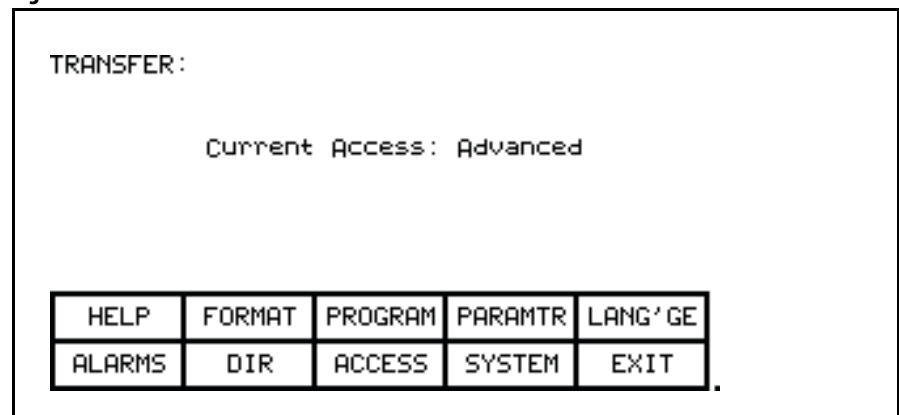 TRANSFER:
Current Access: Advanced
HELP FORMAT PROGRAM PARAMTR LANG'GE
ALARMS DIR ACCESS SYSTEM EXIT
.